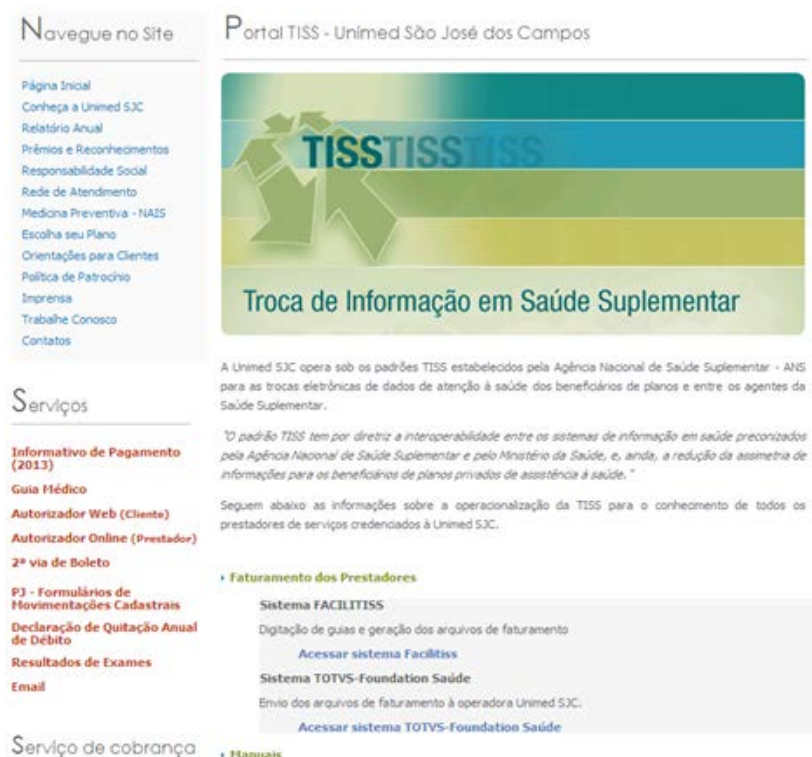 Navegue no Site
Página Inicial
Conheça a Unimed SJC
Relatório Anual
Prêmios e Reconhecimentos
Responsabilidade Social
Rede de Atendimento
Medicina Preventiva - NAIS
Escolha seu Plano
Orientações para Clientes
Política de Patrocínio
Imprensa
Trabalhe Conosco
Contatos
Serviços
Informativo de Pagamento
(2013)
Guia Médico
Autorizador Web (Cliente)
Autorizador Online (Prestador)
2ª via de Boleto
PJ - Formulários de
Movimentações Cadastrais
Declaração de Quitação Anual
de Débito
Resultados de Exames
Email
Serviço de cobrança
Portal TISS - Unimed São José dos Campos
TISSTISSTISS
Troca de Informação em Saúde Suplementar
A Unimed SJC opera sob os padrões TISS estabelecidos pela Agência Nacional de Saúde Suplementar - ANS
para as trocas eletrônicas de dados de atenção à saúde dos beneficiários de planos e entre os agentes da
Saúde Suplementar.
"O padrão TISS tem por diretriz a interoperabilidade entre os sistemas de informação em saúde preconizados
pela Agência Nacional de Saúde Suplementar e pelo Ministério da Saúde, e, ainda, a redução da assimetria de
informações para os beneficiários de planos privados de assistência à saúde."
Seguem abaixo as informações sobre a operacionalização da TISS para o conhecimento de todos os
prestadores de serviços credenciados à Unimed SJC.
Faturamento dos Prestadores
Sistema FACILITISS
Digitação de guias e geração dos arquivos de faturamento
Acessar sistema Facilitiss
Sistema TOTVS-Foundation Saúde
Envio dos arquivos de faturamento à operadora Unimed SJC.
Acessar sistema TOTVS-Foundation Saúde
Manuais